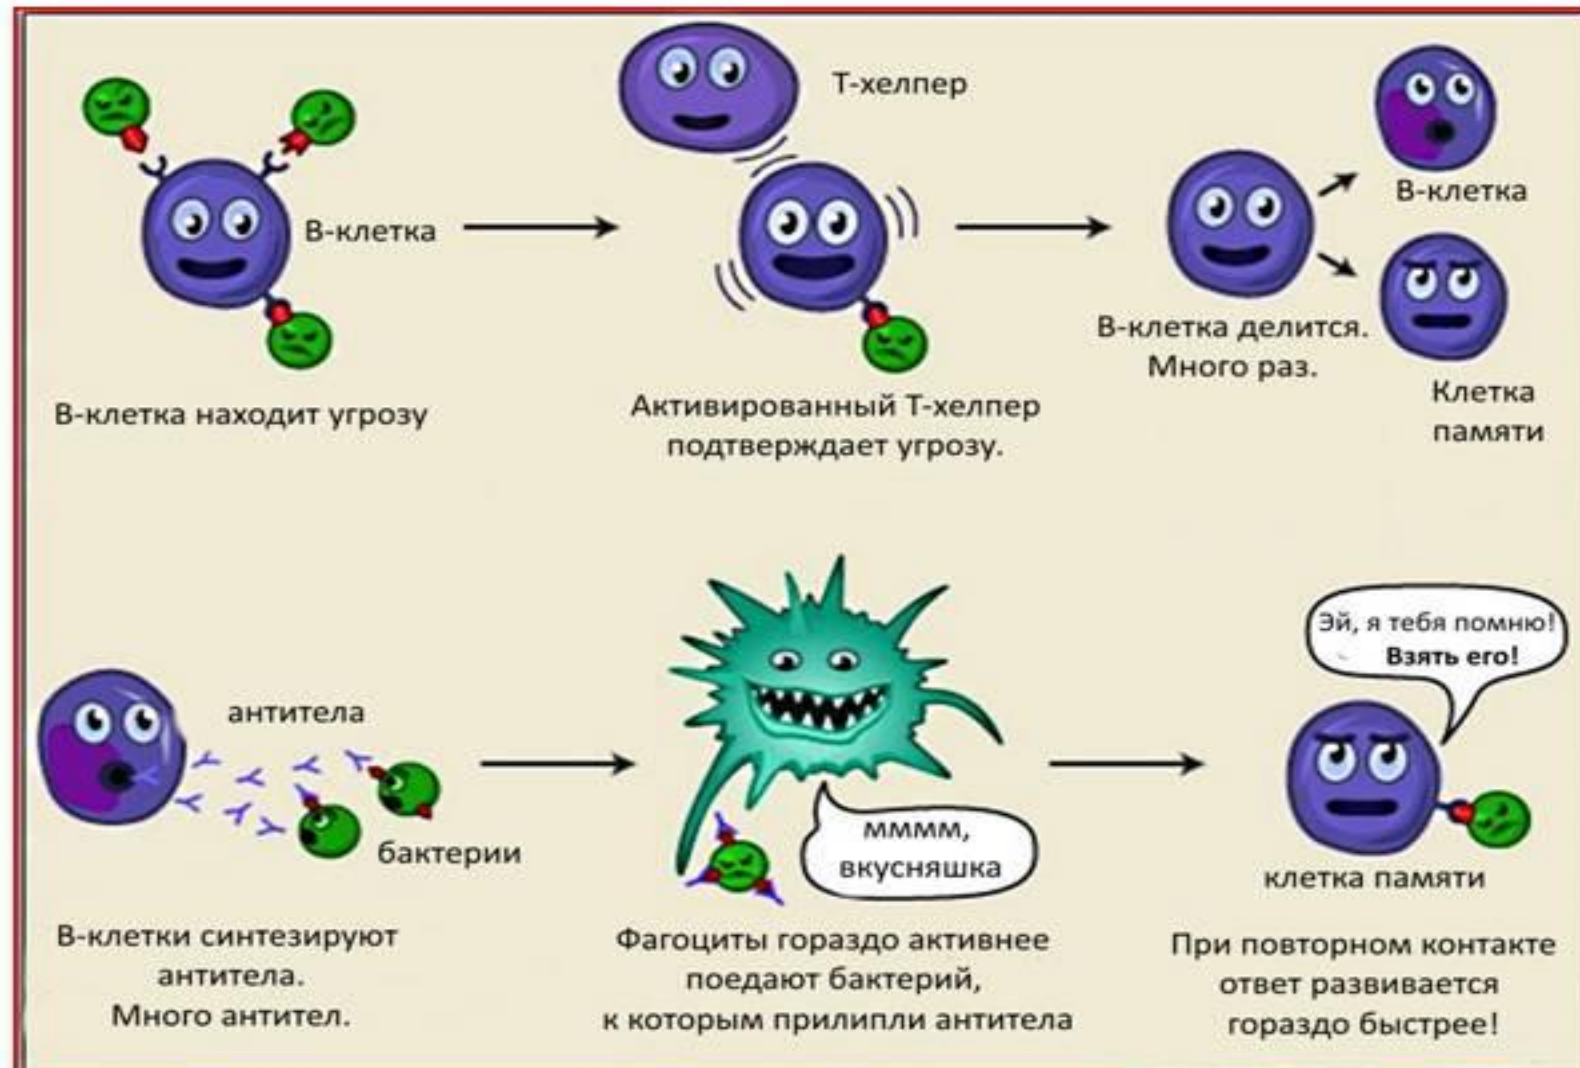 Т-хелпер
В-клетка
В-клетка
В-клетка находит угрозу
Активированный Т-хелпер
подтверждает угрозу.
В-клетка делится.
Много раз.
Клетка
памяти
антитела
бактерии
В-клетки синтезируют
антитела.
Много антител.
мммм,
вкусняшка
Фагоциты гораздо активнее
поедают бактерий,
к которым прилипли антитела
Эй, я тебя помню!
Взять его!
клетка памяти
При повторном контакте
ответ развивается
гораздо быстрее!